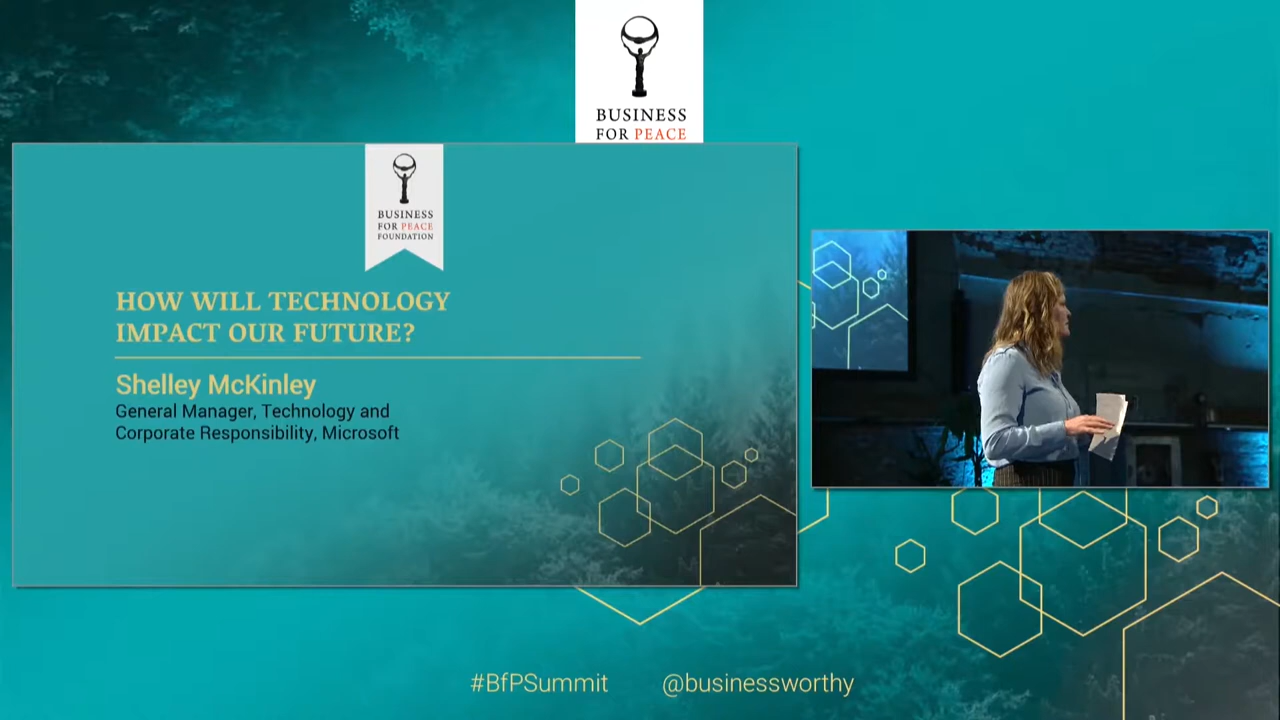 BUSINESS
FOR PEACE
BUSINESS
FOR PEACE
FOUNDATION
HOW WILL TECHNOLOGY
IMPACT OUR FUTURE?
Shelley McKinley
General Manager, Technology and
Corporate Responsibility, Microsoft
#BfPSummit
@businessworthy